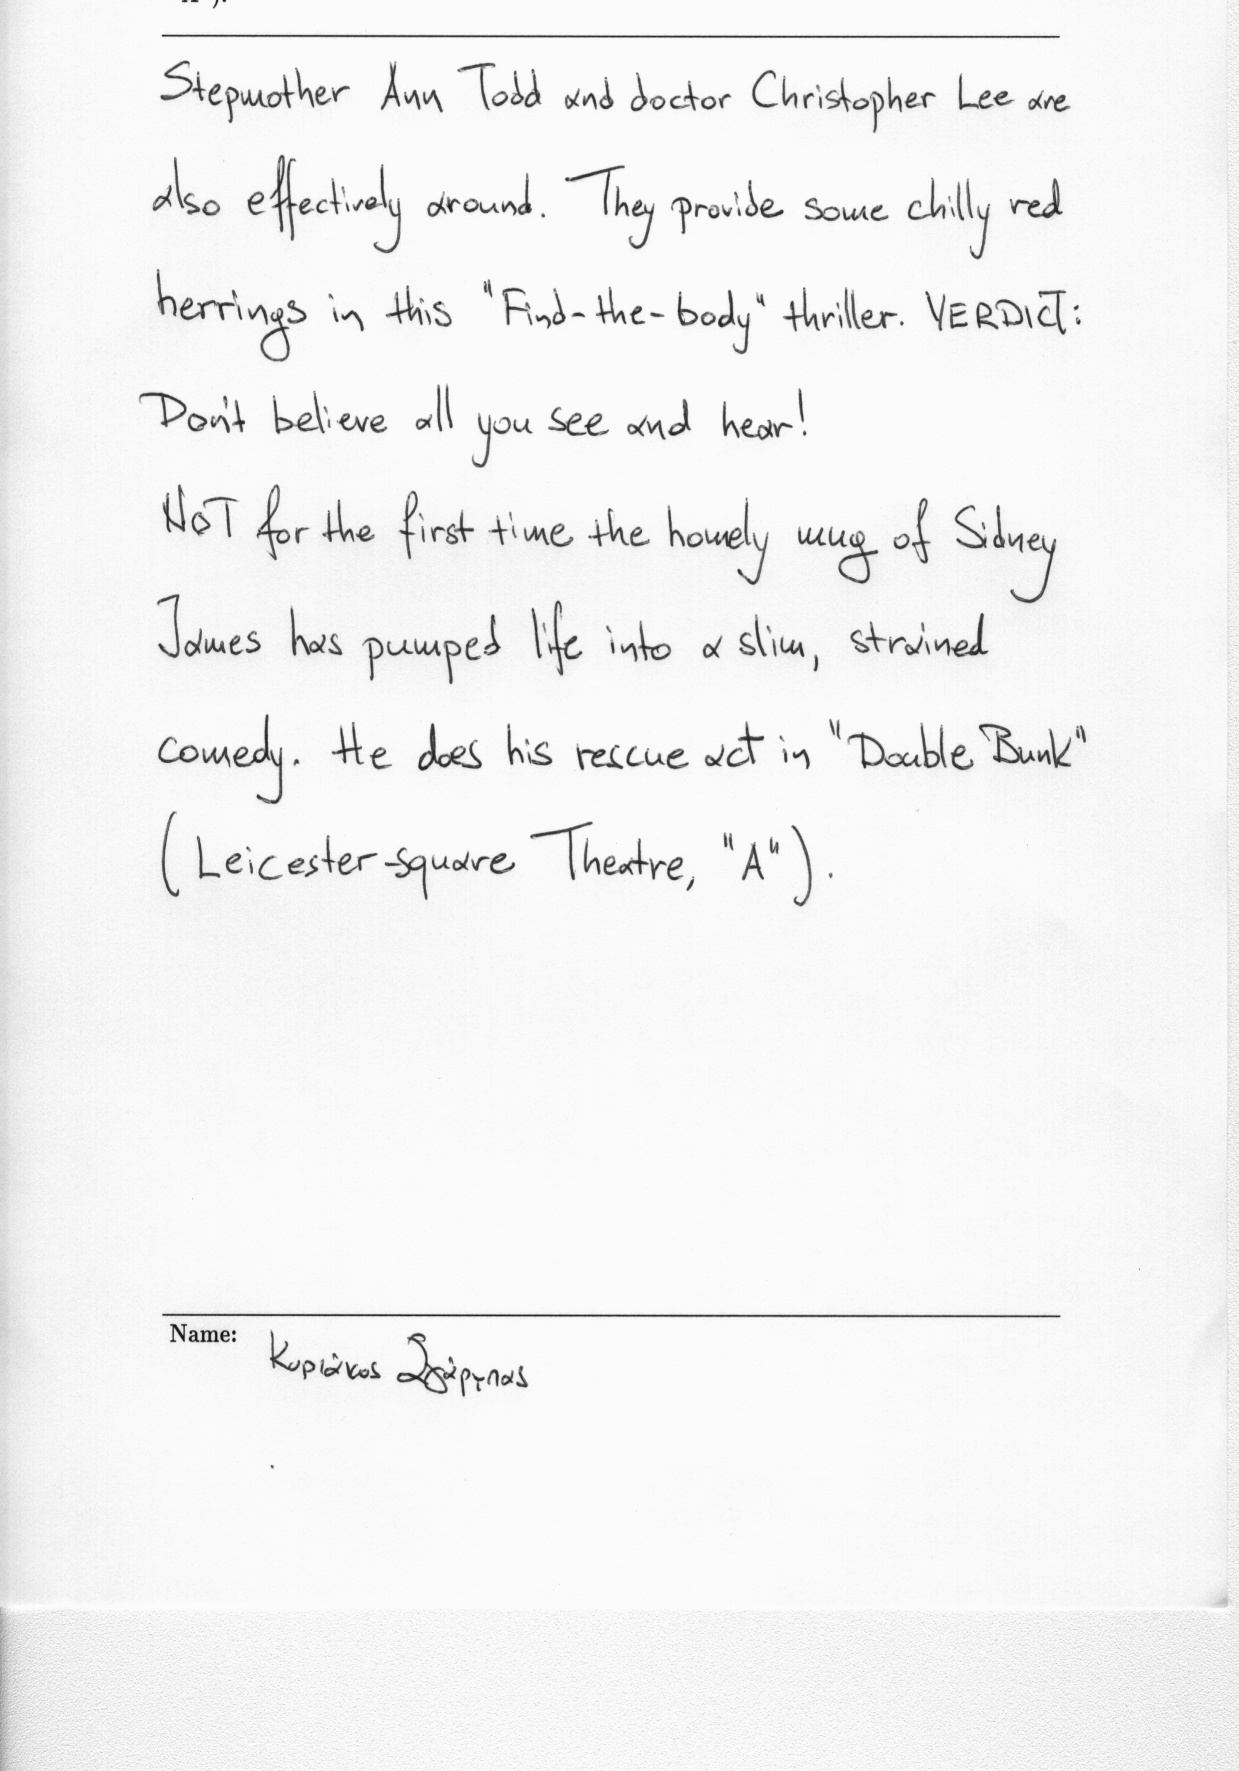 Stepmother Ann Todd and doctor Christopher Lee are
also effectively around. They provide some chilly red
herrings in this "Find-the-body" thriller. VERDICT:
Don't believe all you see and hear!
NOT for the first time the homely mug of Sidney
James has pumped life into a slim, strained
comedy. He does his rescue act in "Double Bunk"
(Leicester-square Theatre, "A").
Name: Κυριάκος